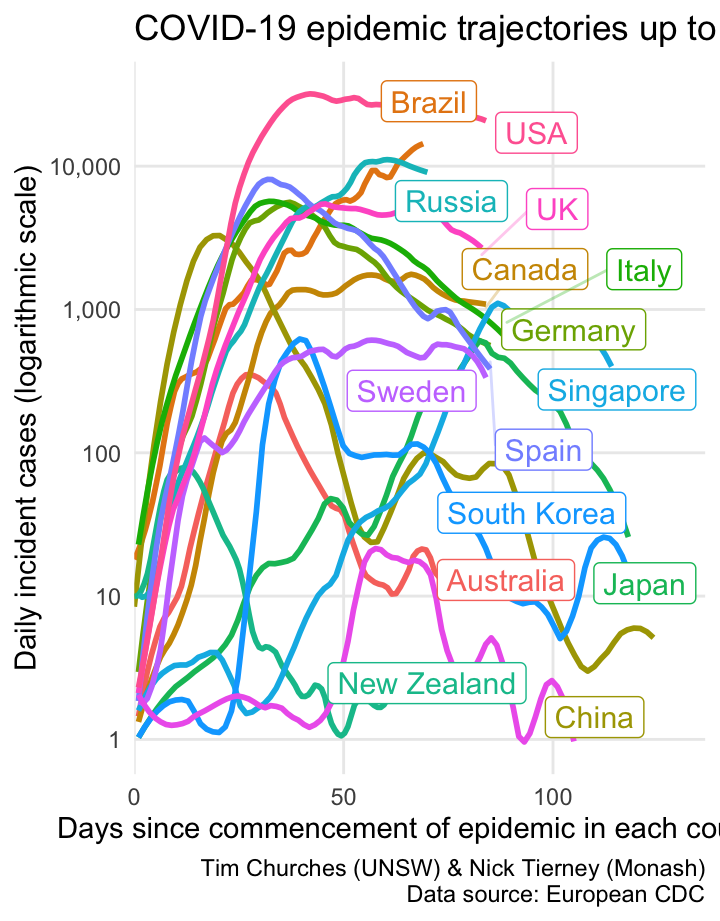 COVID-19 epidemic trajectories up to
Daily incident cases (logarithmic scale)
10,000
1,000
100
10
1
Brazil
USA
Russia
UK
Canada
Italy
Germany
Sweden
Singapore
Spain
South Korea
Australia
Japan
New Zealand
China
0 50 100
Days since commencement of epidemic in each cou
Tim Churches (UNSW) & Nick Tierney (Monash)
Data source: European CDC